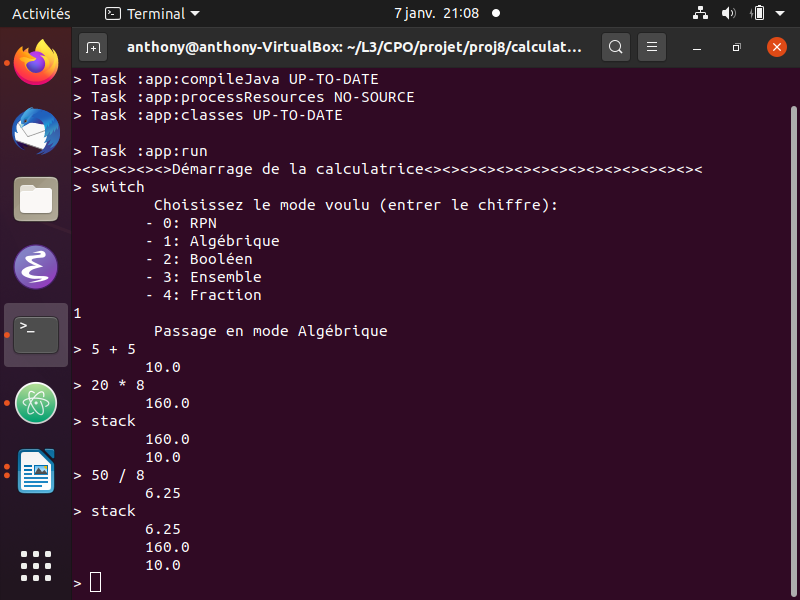 Activités
Terminal
7 janv. 21:08
anthony@anthony-VirtualBox: ~/L3/CPO/projet/proj8/calculat...
> Task :app:compileJava UP-TO-DATE
> Task :app:processResources NO-SOURCE
> Task :app:classes UP-TO-DATE
> Task :app:run
><><><><><>Démarrage de la calculatrice<><><><><><><><><><><><><><><><
> switch
Choisissez le mode voulu (entrer le chiffre):
- 0: RPN
- 1: Algébrique
- 2: Booléen
- 3: Ensemble
- 4: Fraction
1
Passage en mode Algébrique
> 5 + 5
10.0
> 20 * 8
160.0
> stack
160.0
10.0
> 50 / 8
6.25
> stack
6.25
160.0
10.0
>